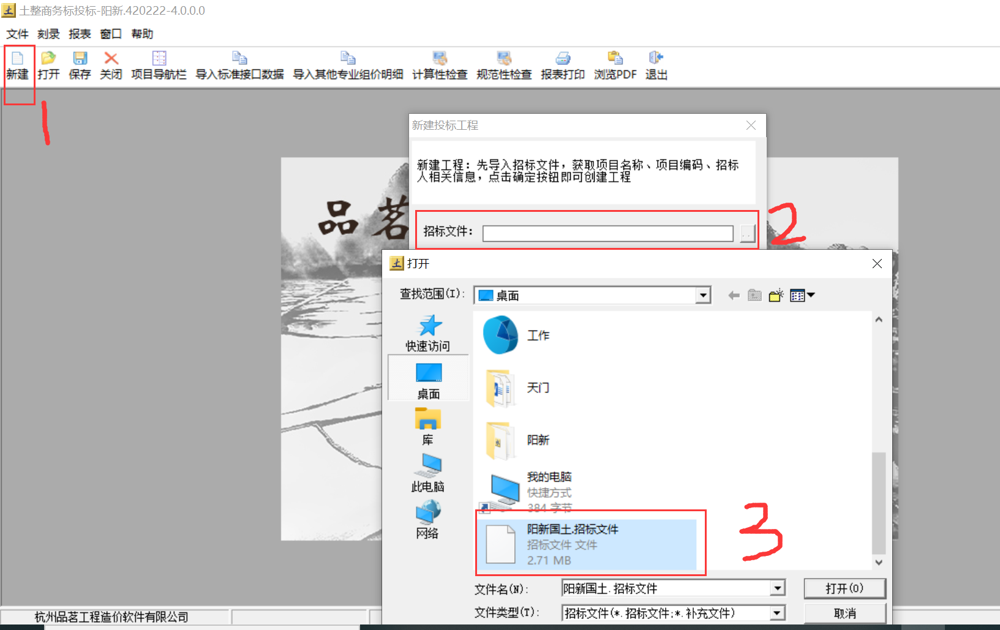 土整商务标投标-阳新.420222-4.0.0.0
文件 刻录 报表 窗口 帮助
新建 打开 保存 关闭 项目导航栏 导入标准接口数据 导入其他专业组价明细 计算性检查 规范性检查 报表打印 浏览PDF 退出
1
新建投标工程
新建工程：先导入招标文件，获取项目名称、项目编码、招标
人相关信息，点击确定按钮即可创建工程
品茗
招标文件：
..
2
土 打开
查找范围(I):
桌面
快速访问
桌面
库
此电脑
网络
工作
天门
阳新
我的电脑
快捷方式
384 字节
阳新国土.招标文件
招标文件 文件
2.71 MB
3
文件名(N):
阳新国土.招标文件
打开(O)
文件类型(T):
招标文件(*.招标文件;*.补充文件)
取消
杭州品茗工程造价软件有限公司